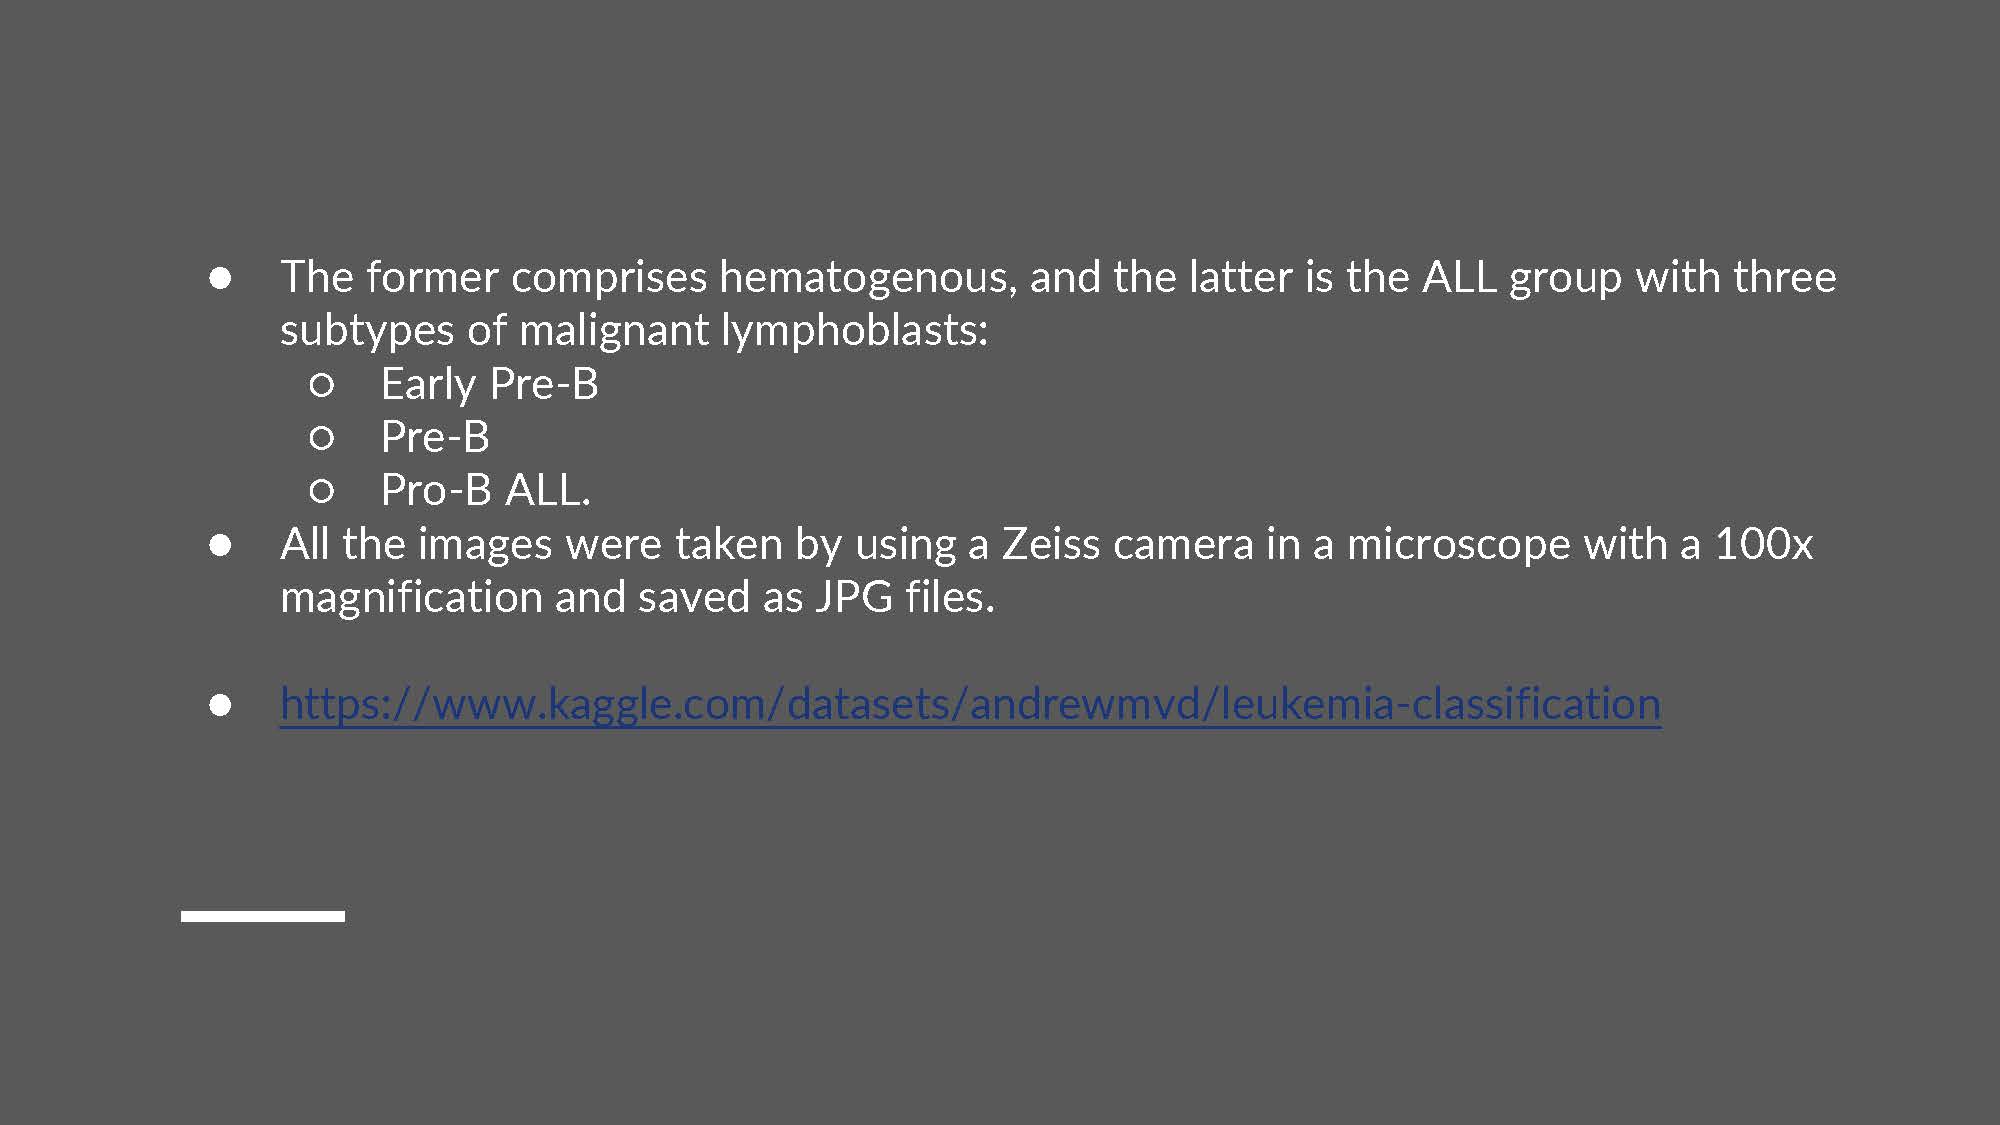 ● The former comprises hematogenous, and the latter is the ALL group with three
subtypes of malignant lymphoblasts:
○ Early Pre-B
○ Pre-B
○ Pro-B ALL.
● All the images were taken by using a Zeiss camera in a microscope with a 100x
magnification and saved as JPG files.
● https://www.kaggle.com/datasets/andrewmvd/leukemia-classification